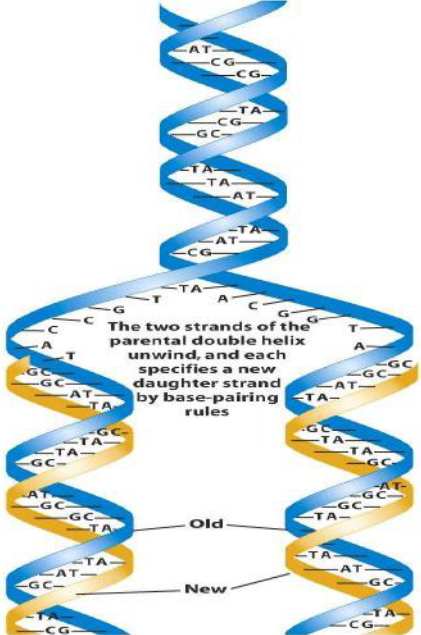 AT
CG
CG
TA
CG
GC
TA
TA
AT
TA
AT
CG
TA
T A
G C
C G
C G
A T
C A
T
The two strands of the
parental double helix
unwind, and each
specifies a new
daughter strand
by base-pairing
rules
GC GC
GC GC
AT AT
TA TA
GC GC
TA TA
GC GC
AT AT
GC GC
TA TA
Old
TA TA
AT AT
GC GC
New
TA TA
CG CG